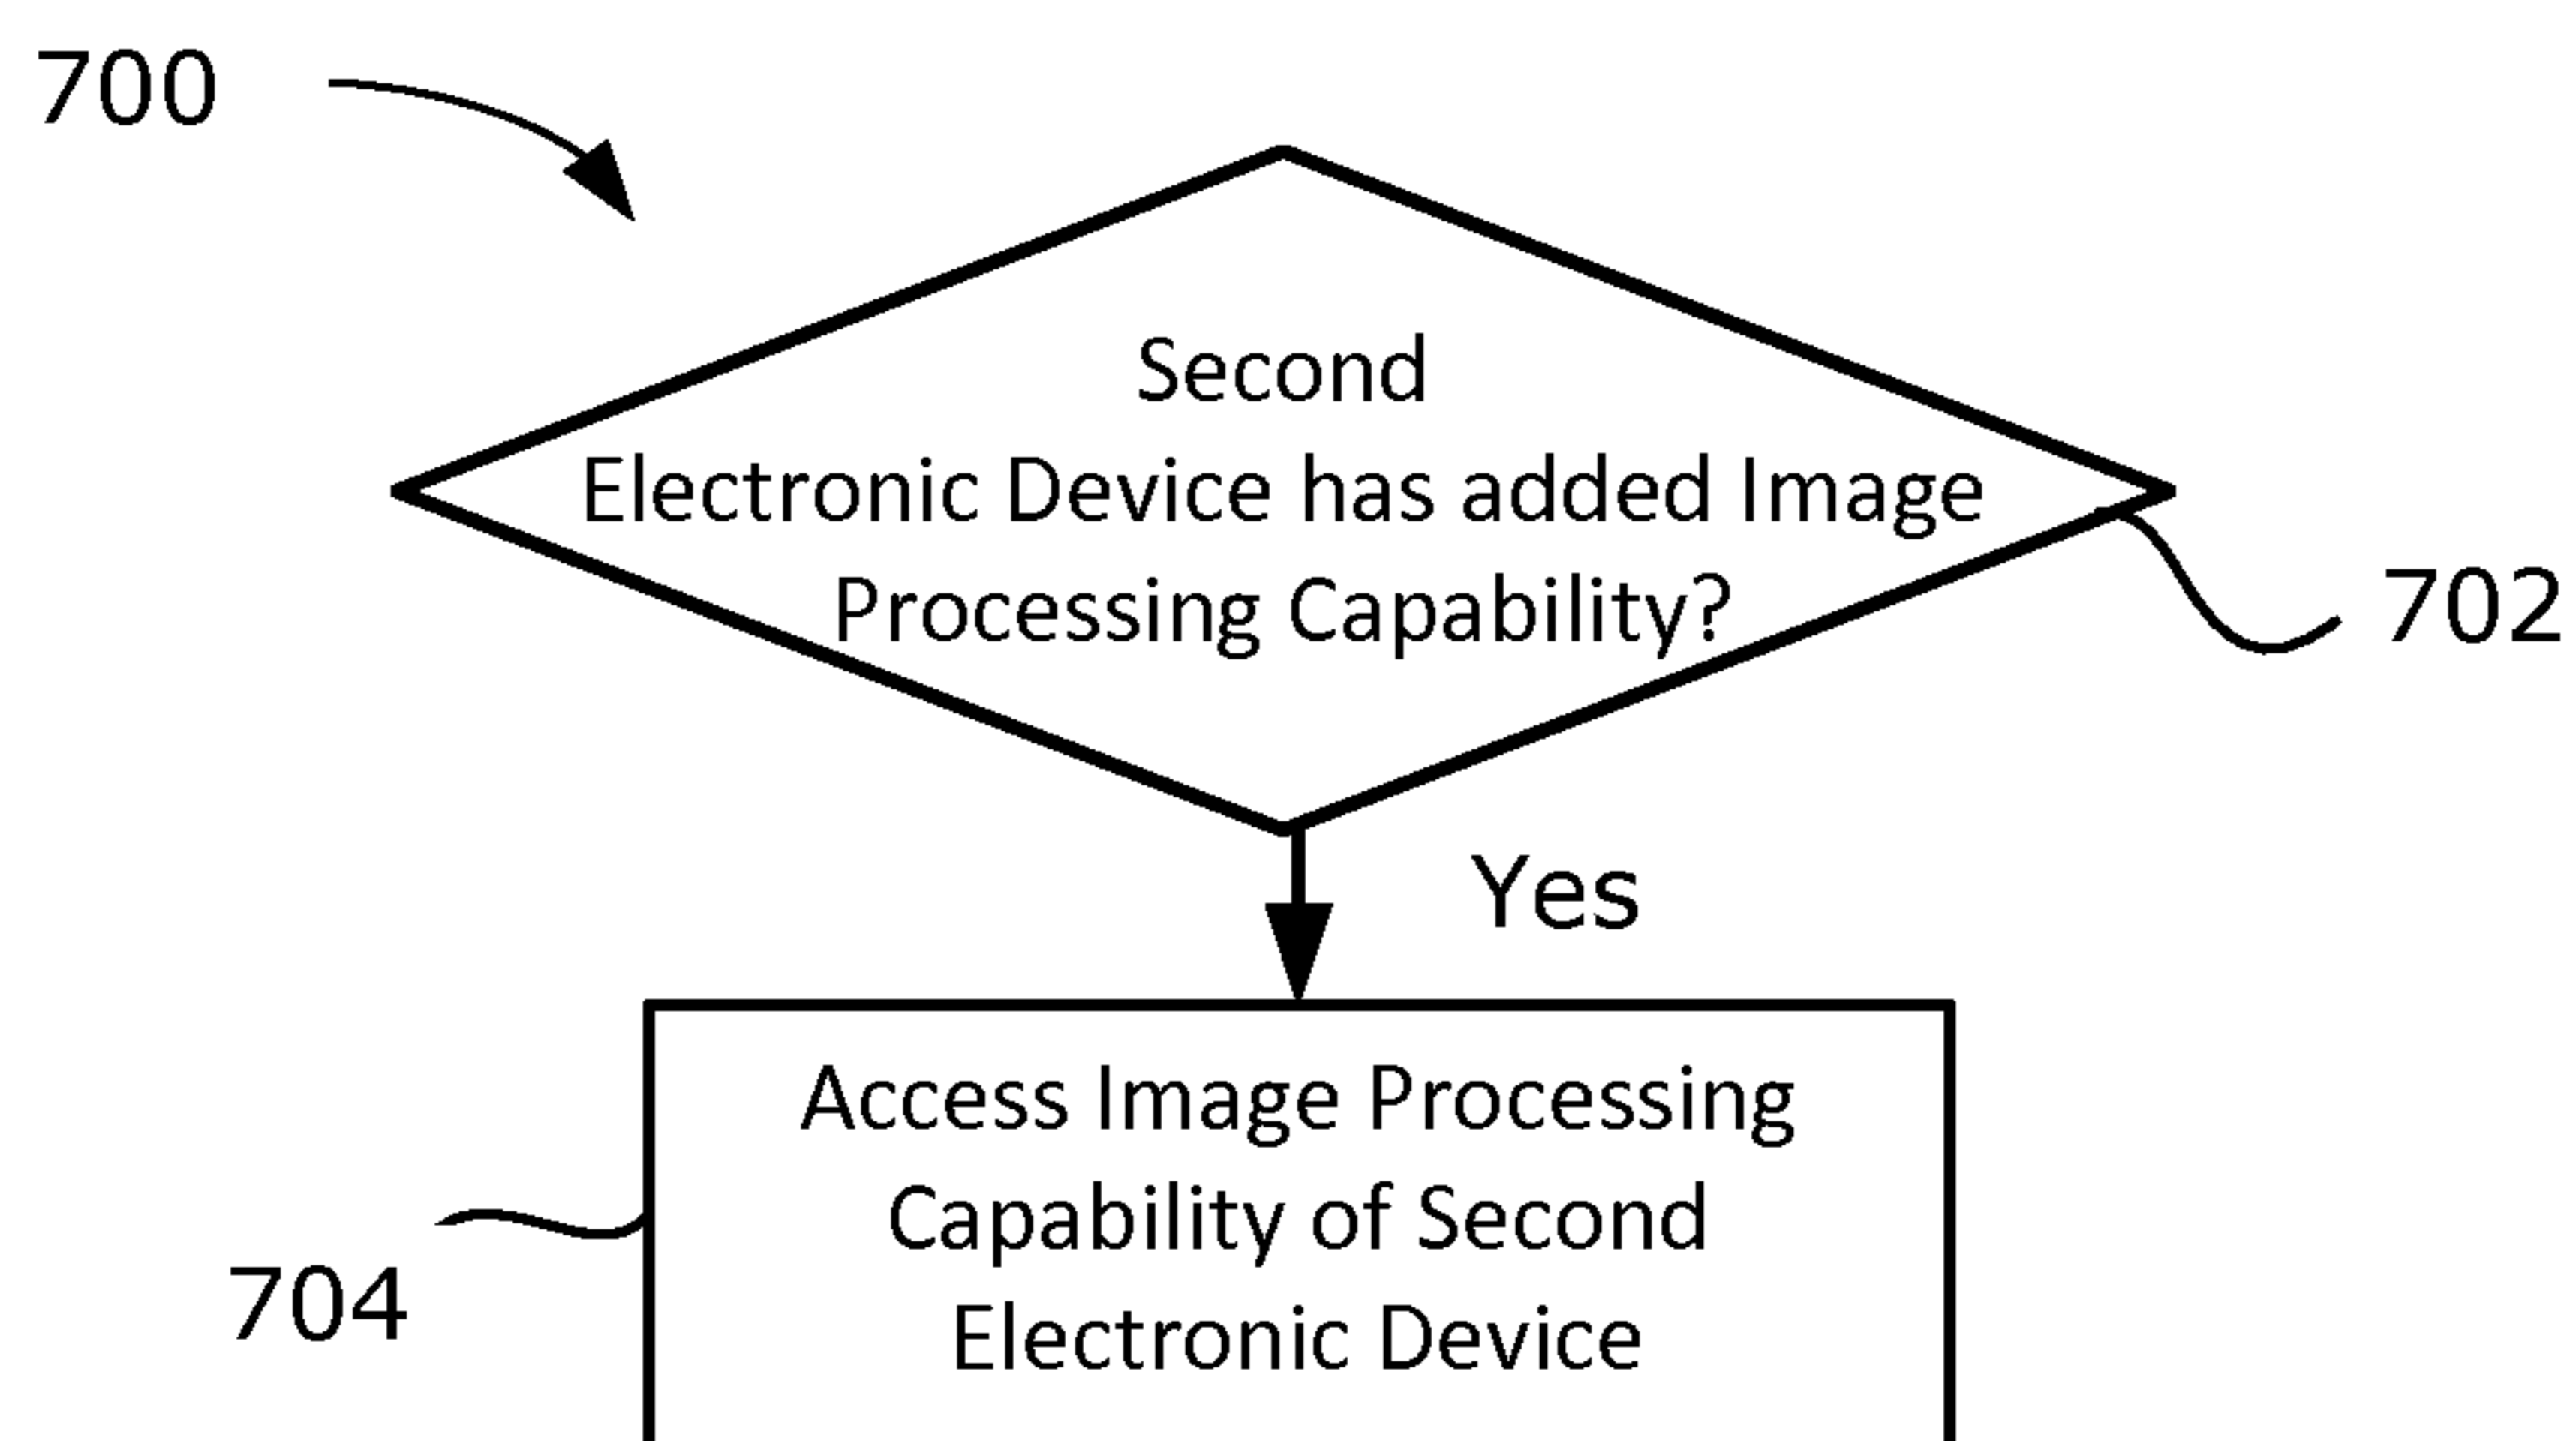 700
Second
Electronic Device has added Image
Processing Capability?
702
Yes
Access Image Processing
Capability of Second
Electronic Device
704